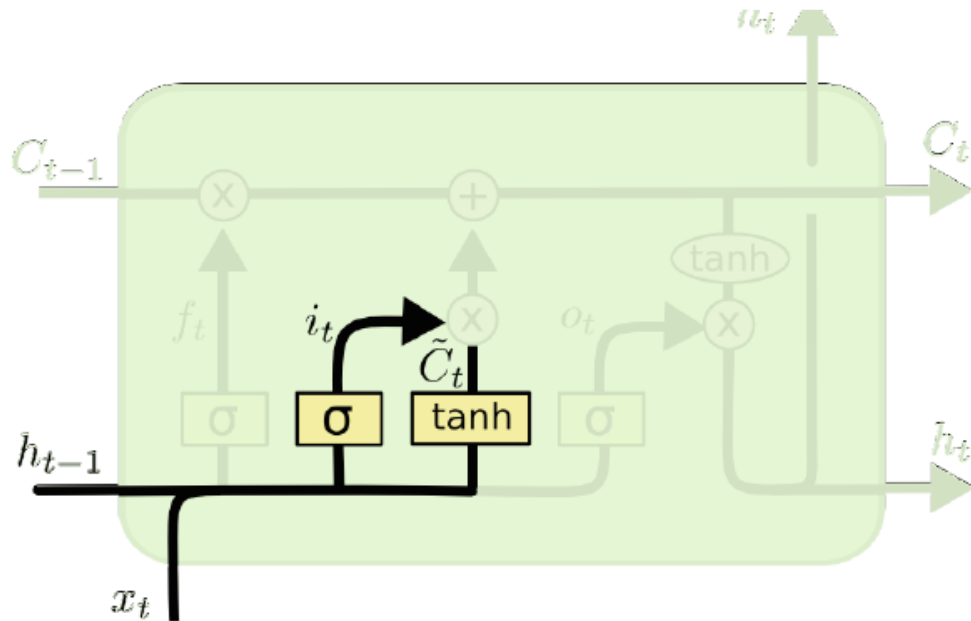 h_t
C_{t-1}
C_t
x
+
tanh
f_t
i_t
x
o_t
x
C̃_t
σ
σ
tanh
σ
h_{t-1}
h_t
x_t